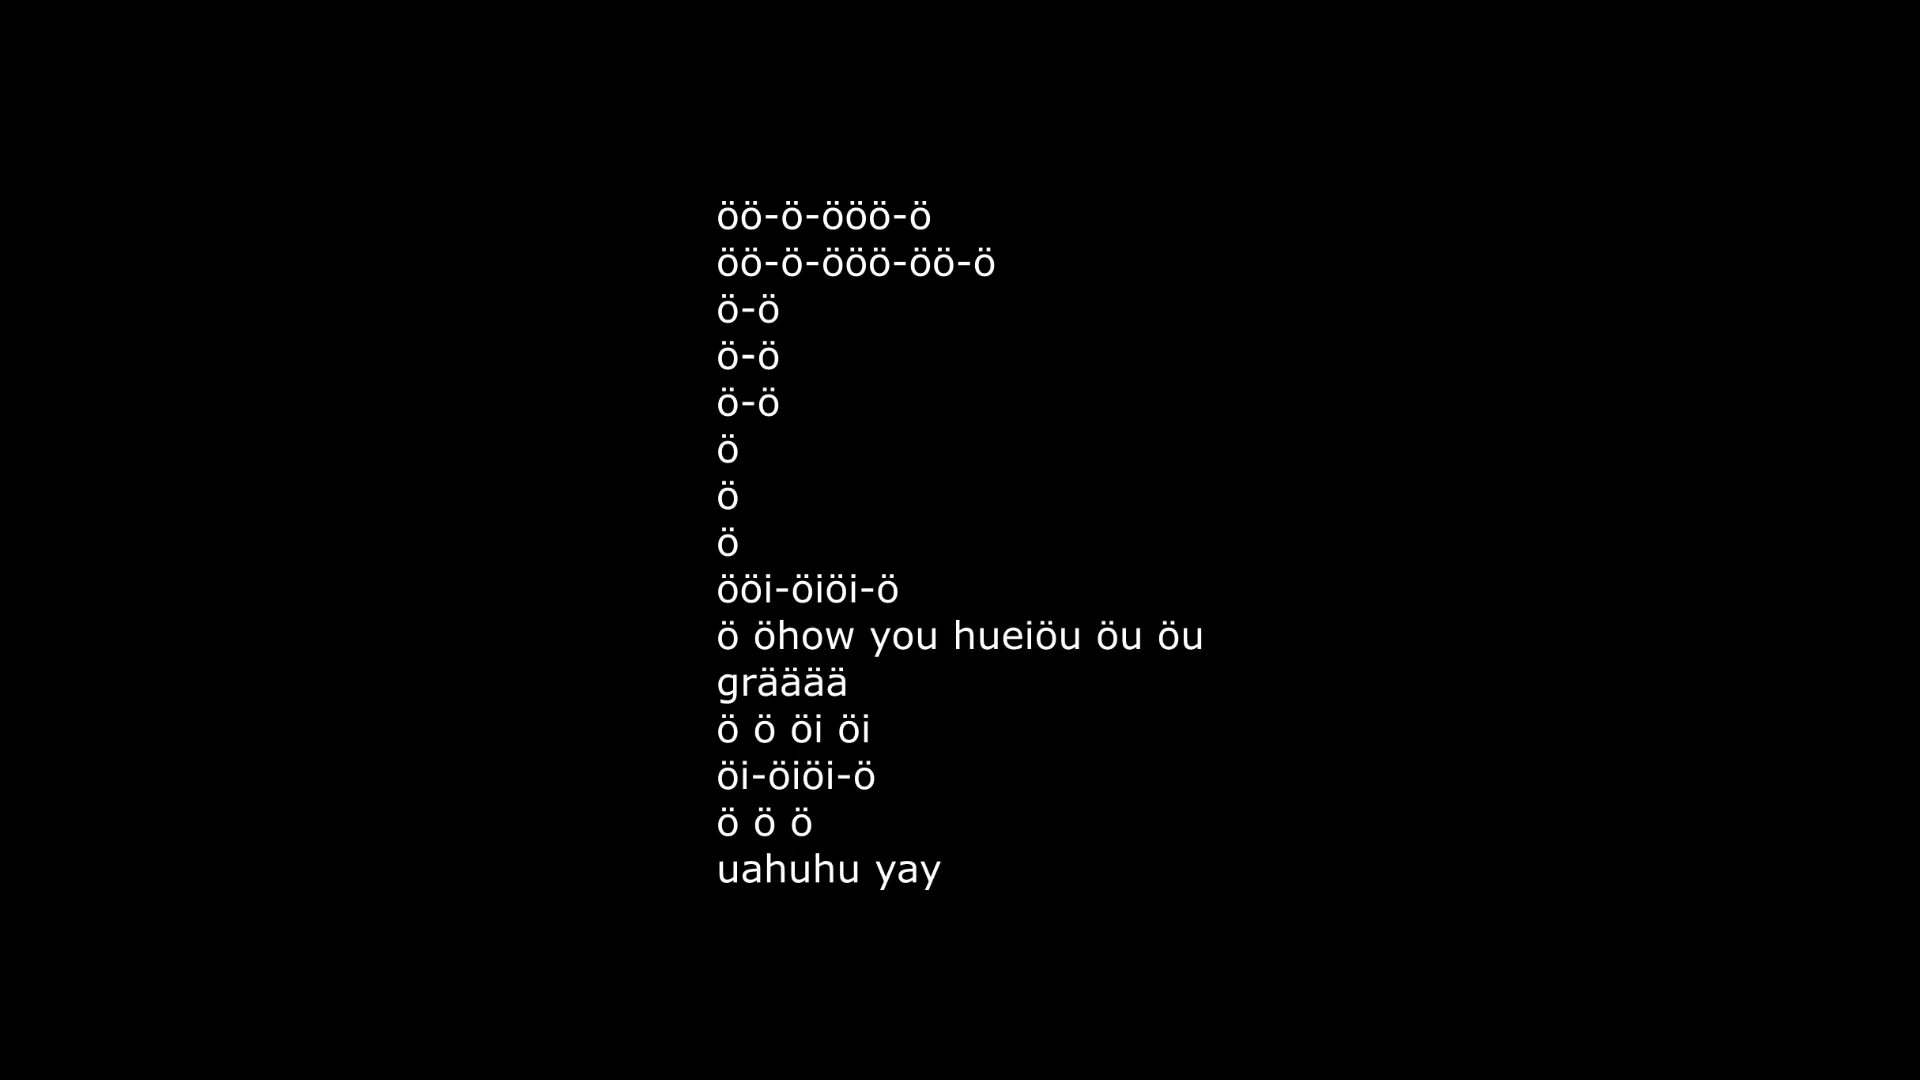 öö-ö-ööö-ö
öö-ö-ööö-öö-ö
ö-ö
ö-ö
ö-ö
ö
ö
ö
ööi-öiöi-ö
ö öhow you hueiöu öu öu
grääää
ö ö öi öi
öi-öiöi-ö
ö ö ö
uahuhu yay